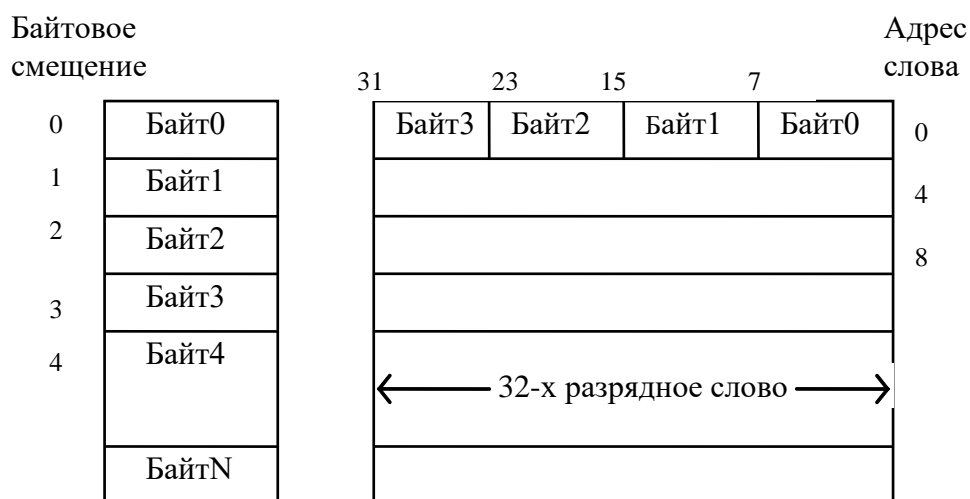 Байтовое
смещение
Адрес
слова
31 23 15 7
0 Байт0 Байт3 Байт2 Байт1 Байт0 0
1 Байт1 4
2 Байт2 8
3 Байт3
4 Байт4
32-х разрядное слово
БайтN